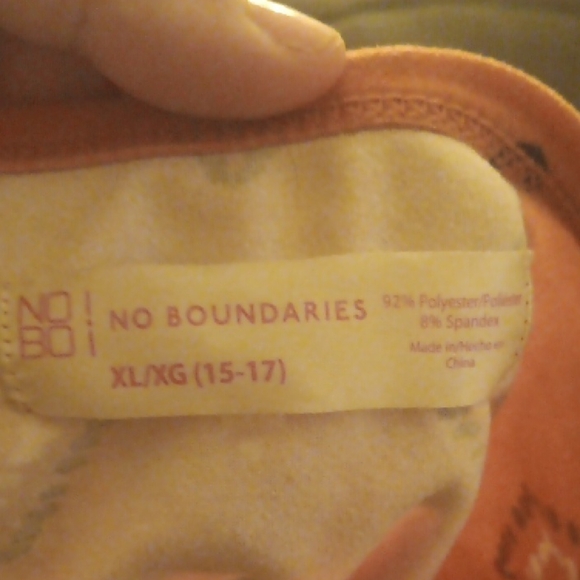 NO
BO
NO BOUNDARIES
XL/XG (15-17)
92% Polyester/Poliéster
8% Spandex
Made in/Hecho en
China